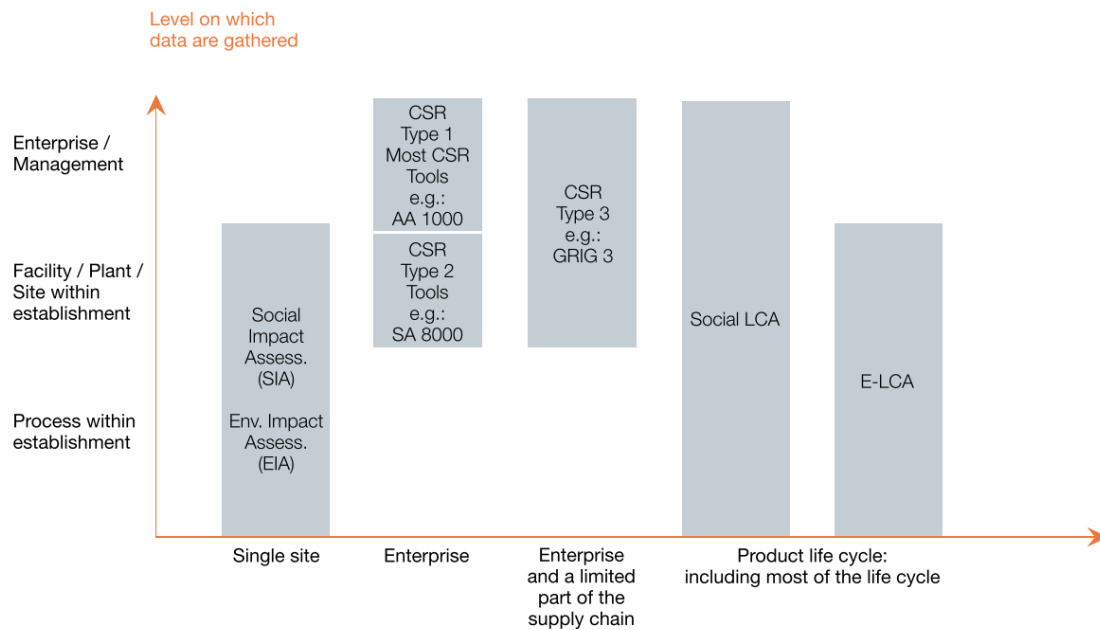 Level on which
data are gathered
Enterprise /
Management
Facility / Plant /
Site within
establishment
Process within
establishment
Social
Impact
Assess.
(SIA)
Env. Impact
Assess.
(EIA)
CSR
Type 1
Most CSR
Tools
e.g.:
AA 1000
CSR
Type 2
Tools
e.g.:
SA 8000
CSR
Type 3
e.g.:
GRIG 3
Social LCA
E-LCA
Single site
Enterprise
Enterprise
and a limited
part of the
supply chain
Product life cycle:
including most of the life cycle